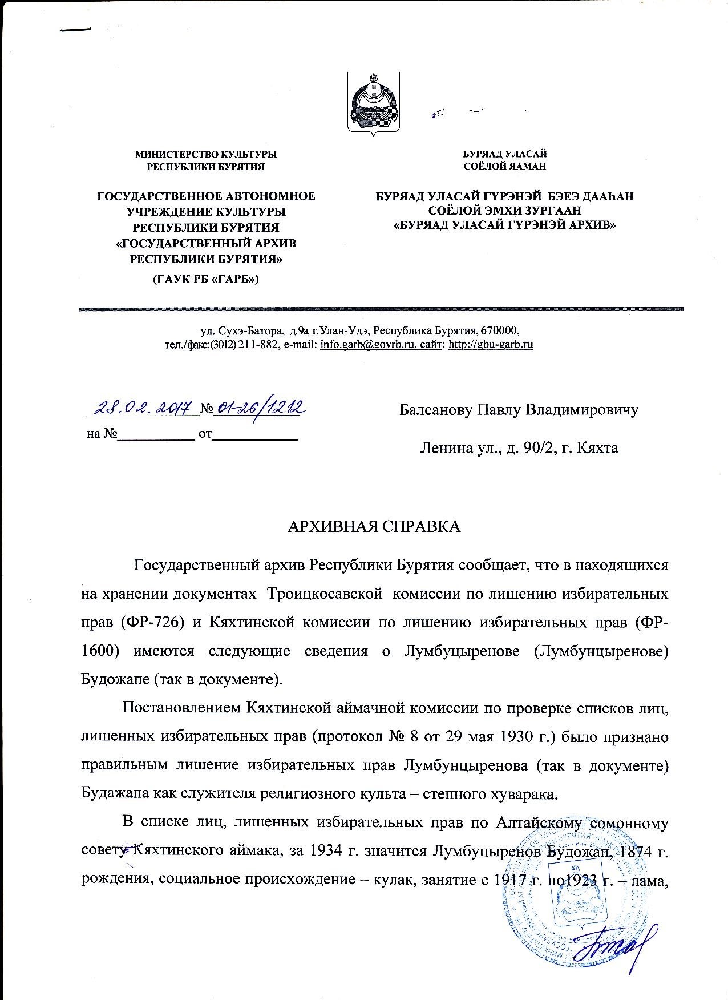 МИНИСТЕРСТВО КУЛЬТУРЫ
РЕСПУБЛИКИ БУРЯТИЯ
ГОСУДАРСТВЕННОЕ АВТОНОМНОЕ
УЧРЕЖДЕНИЕ КУЛЬТУРЫ
РЕСПУБЛИКИ БУРЯТИЯ
«ГОСУДАРСТВЕННЫЙ АРХИВ
РЕСПУБЛИКИ БУРЯТИЯ»
(ГАУК РБ «ГАРБ»)
БУРЯАД УЛАСАЙ
СОЁЛОЙ ЯАМАН
БУРЯАД УЛАСАЙ ГҮРЭНЭЙ БЭЕЭ ДААҺАН
СОЁЛОЙ ЭМХИ ЗУРГААН
«БУРЯАД УЛАСАЙ ГҮРЭНЭЙ АРХИВ»
ул. Сухэ-Батора, д.9а, г.Улан-Удэ, Республика Бурятия, 670000,
тел./факс: (3012) 211-882, e-mail: info.garb@govrb.ru, сайт: http://gbu-garb.ru
28.02.2017 № 01-26/1212
на №____________ от____________
Балсанову Павлу Владимировичу
Ленина ул., д. 90/2, г. Кяхта
АРХИВНАЯ СПРАВКА
Государственный архив Республики Бурятия сообщает, что в находящихся
на хранении документах Троицкосавской комиссии по лишению избирательных
прав (ФР-726) и Кяхтинской комиссии по лишению избирательных прав (ФР-
1600) имеются следующие сведения о Лумбуцыренове (Лумбунцыренове)
Будожапе (так в документе).
Постановлением Кяхтинской аймачной комиссии по проверке списков лиц,
лишенных избирательных прав (протокол № 8 от 29 мая 1930 г.) было признано
правильным лишение избирательных прав Лумбунцыренова (так в документе)
Будажапа как служителя религиозного культа – степного хуварака.
В списке лиц, лишенных избирательных прав по Алтайскому сомонному
совету Кяхтинского аймака, за 1934 г. значится Лумбуцыренов Будожап, 1874 г.
рождения, социальное происхождение – кулак, занятие с 1917 г. по1923 г. – лама,